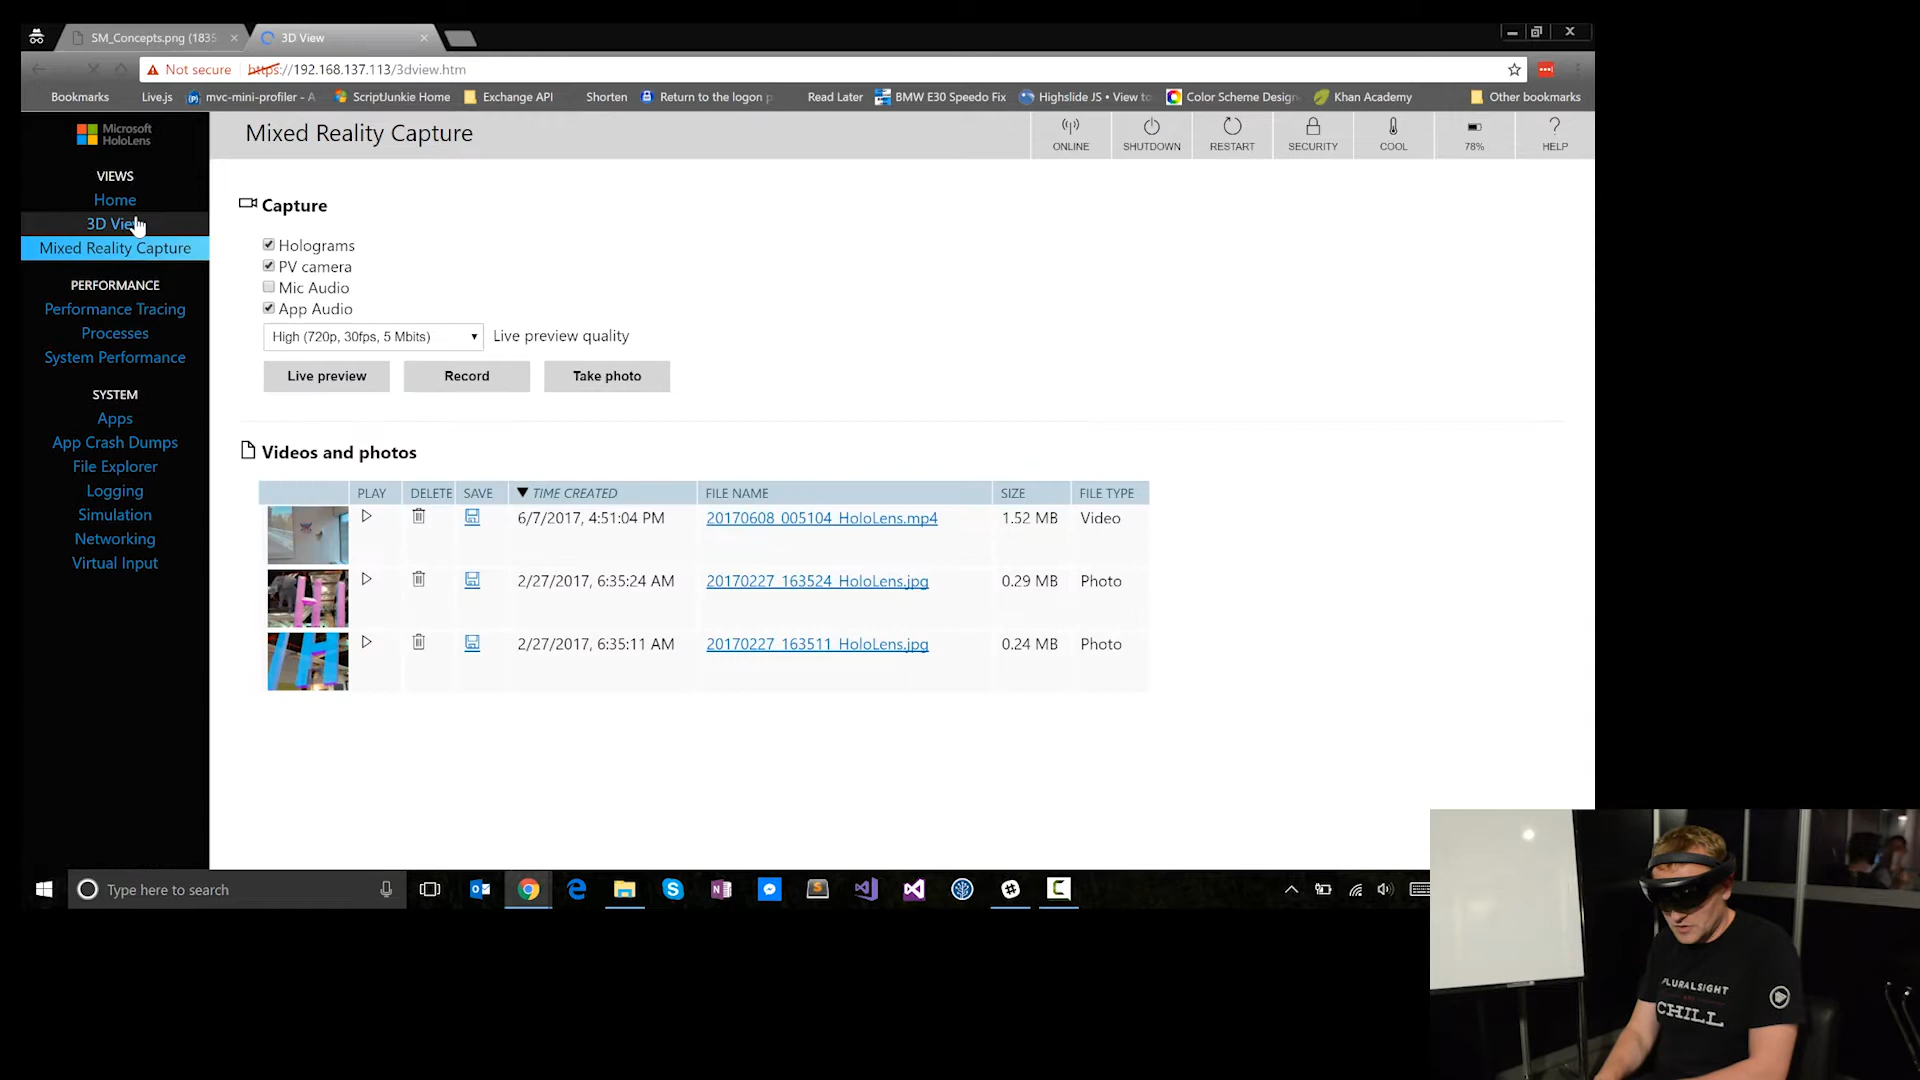 SM_Concepts.png (1835
3D View
Not secure
https://192.168.137.113/3dview.htm
Bookmarks
Live.js
mvc-mini-profiler - A
ScriptJunkie Home
Exchange API
Shorten
Return to the logon p
Read Later
BMW E30 Speedo Fix
Highslide JS • View to
Color Scheme Design
Khan Academy
Other bookmarks
Microsoft
HoloLens
Mixed Reality Capture
ONLINE
SHUTDOWN
RESTART
SECURITY
COOL
78%
HELP
VIEWS
Home
3D View
Mixed Reality Capture
PERFORMANCE
Performance Tracing
Processes
System Performance
SYSTEM
Apps
App Crash Dumps
File Explorer
Logging
Simulation
Networking
Virtual Input
Capture
Holograms
PV camera
Mic Audio
App Audio
High (720p, 30fps, 5 Mbits)
Live preview quality
Live preview
Record
Take photo
Videos and photos
PLAY DELETE SAVE TIME CREATED FILE NAME SIZE FILE TYPE
6/7/2017, 4:51:04 PM 20170608_005104_HoloLens.mp4 1.52 MB Video
2/27/2017, 6:35:24 AM 20170227_163524_HoloLens.jpg 0.29 MB Photo
2/27/2017, 6:35:11 AM 20170227_163511_HoloLens.jpg 0.24 MB Photo
Type here to search
PLURALSIGHT
AND
CHILL